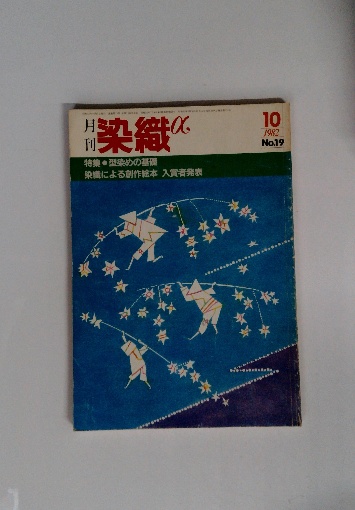 月刊 染織α
10
1982
No.19
特集●型染めの基礎
染織による創作絵本 入賞者発表